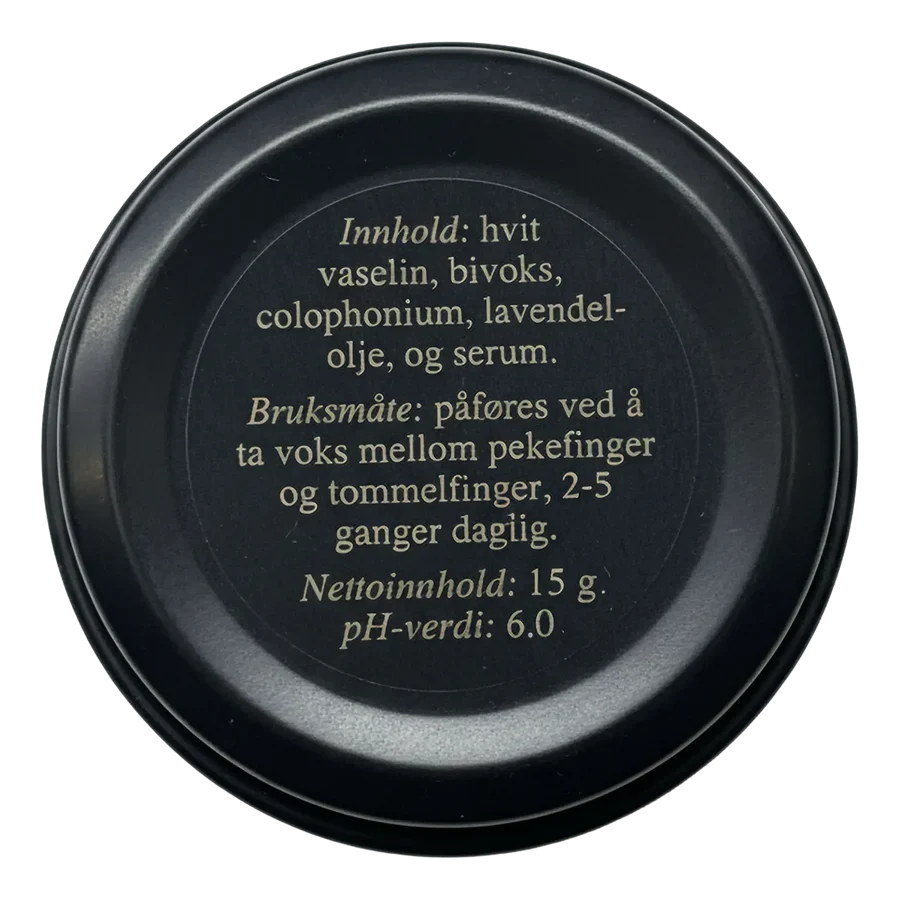 Innhold: hvit
vaselin, bivoks,
colophonium, lavendel-
olje, og serum.
Bruksmåte: påføres ved å
ta voks mellom pekefinger
og tommelfinger, 2-5
ganger daglig.
Nettoinnhold: 15 g.
pH-verdi: 6.0